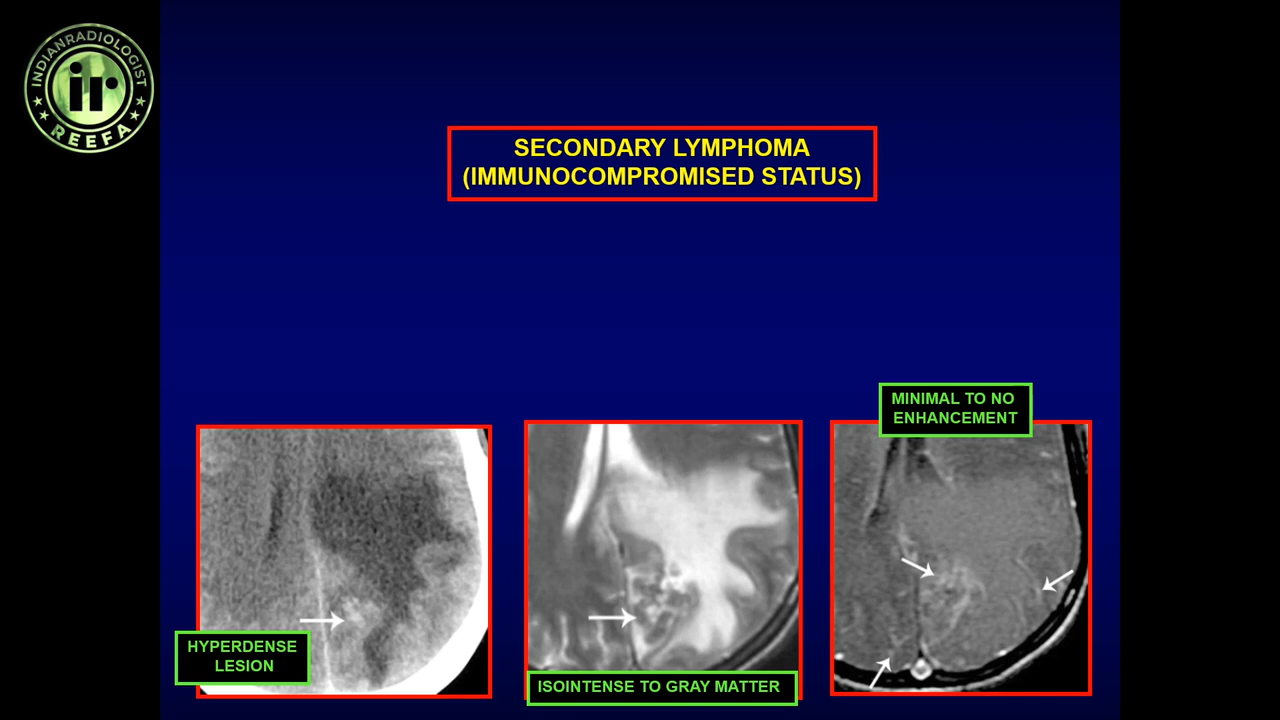 INDIANRADIOLOGIST
ir
REEFA
SECONDARY LYMPHOMA
(IMMUNOCOMPROMISED STATUS)
MINIMAL TO NO
ENHANCEMENT
HYPERDENSE
LESION
ISOINTENSE TO GRAY MATTER